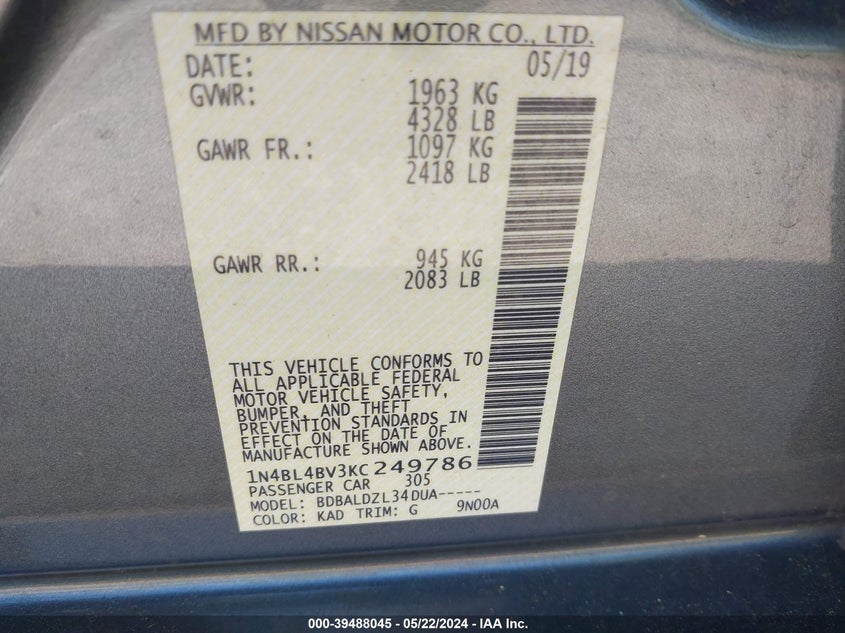 MFD BY NISSAN MOTOR CO., LTD.
DATE: 05/19
GVWR: 1963 KG
4328 LB
GAWR FR.: 1097 KG
2418 LB
GAWR RR.: 945 KG
2083 LB
THIS VEHICLE CONFORMS TO
ALL APPLICABLE FEDERAL
MOTOR VEHICLE SAFETY,
BUMPER, AND THEFT
PREVENTION STANDARDS IN
EFFECT ON THE DATE OF
MANUFACTURE SHOWN ABOVE.
1N4BL4BV3KC249786
PASSENGER CAR 305
MODEL: BDBALDZL34DUA-----
COLOR: KAD TRIM: G 9N00A
000-39488045 - 05/22/2024 - IAA Inc.